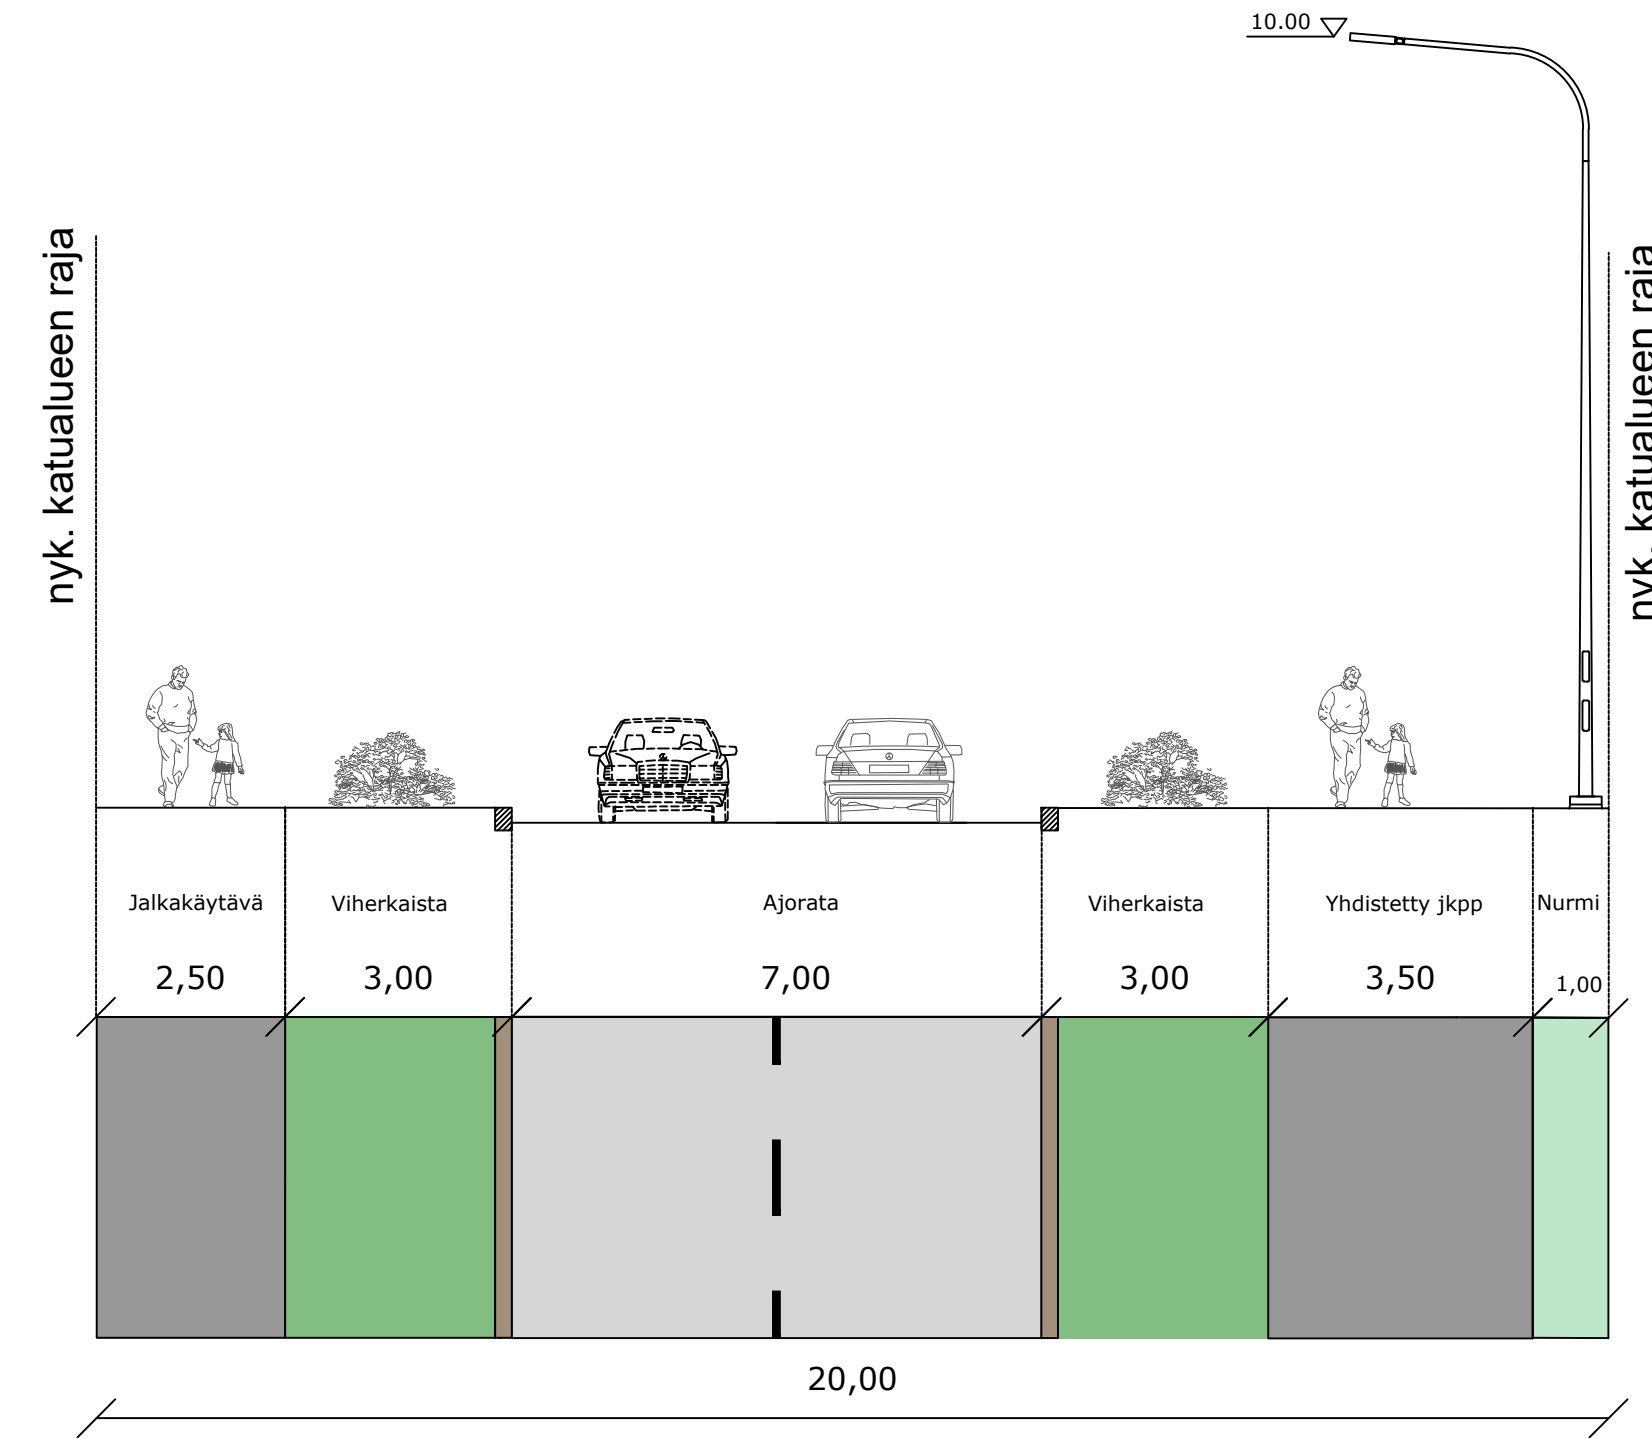 10.00
nyk. katualueen raja
nyk. katualueen raja
Jalkakäytävä
Viherkaista
Ajorata
Viherkaista
Yhdistetty jkpp
Nurmi
2,50
3,00
7,00
3,00
3,50
1,00
20,00